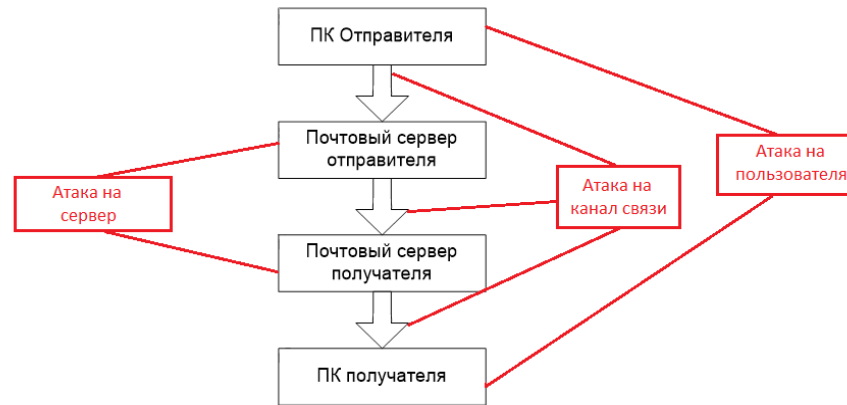 ПК Отправителя
Почтовый сервер
отправителя
Атака на
пользователя
Атака на
сервер
Атака на
канал связи
Почтовый сервер
получателя
ПК получателя